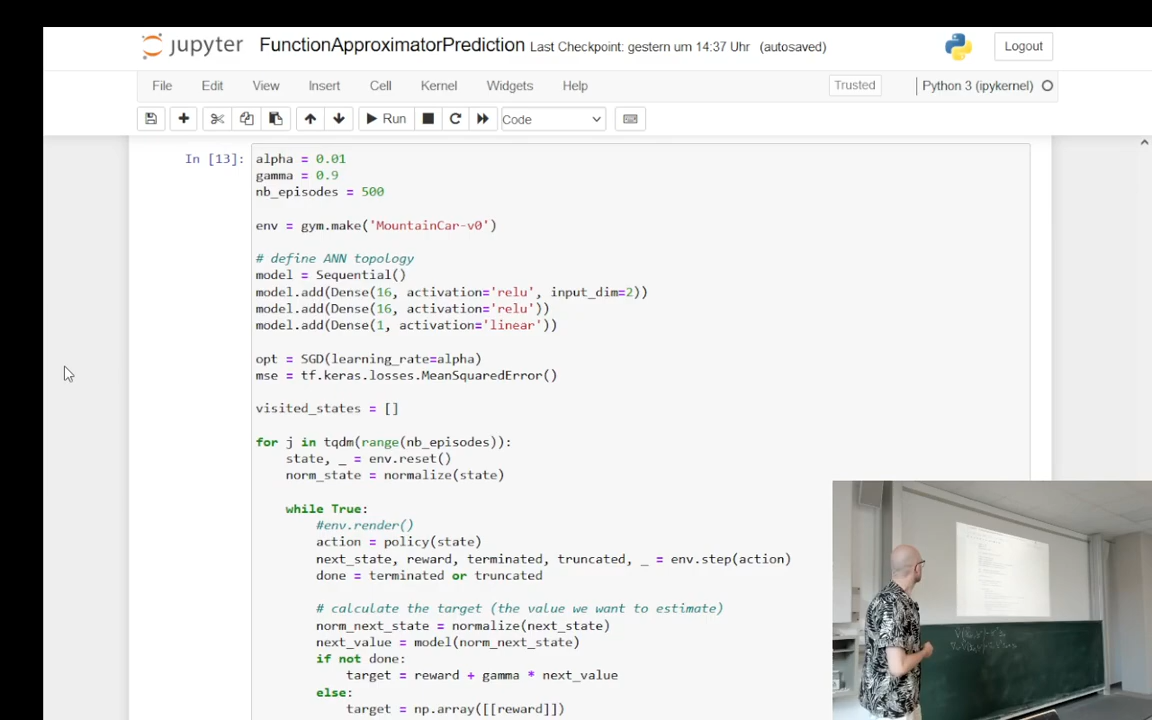 jupyter FunctionApproximatorPrediction Last Checkpoint: gestern um 14:37 Uhr (autosaved) Logout
File Edit View Insert Cell Kernel Widgets Help Trusted Python 3 (ipykernel)
Run Code
In [13]: alpha = 0.01
gamma = 0.9
nb_episodes = 500
env = gym.make('MountainCar-v0')
# define ANN topology
model = Sequential()
model.add(Dense(16, activation='relu', input_dim=2))
model.add(Dense(16, activation='relu'))
model.add(Dense(1, activation='linear'))
opt = SGD(learning_rate=alpha)
mse = tf.keras.losses.MeanSquaredError()
visited_states = []
for j in tqdm(range(nb_episodes)):
state, _ = env.reset()
norm_state = normalize(state)
while True:
#env.render()
action = policy(state)
next_state, reward, terminated, truncated, _ = env.step(action)
done = terminated or truncated
# calculate the target (the value we want to estimate)
norm_next_state = normalize(next_state)
next_value = model(norm_next_state)
if not done:
target = reward + gamma * next_value
else:
target = np.array([[reward]])